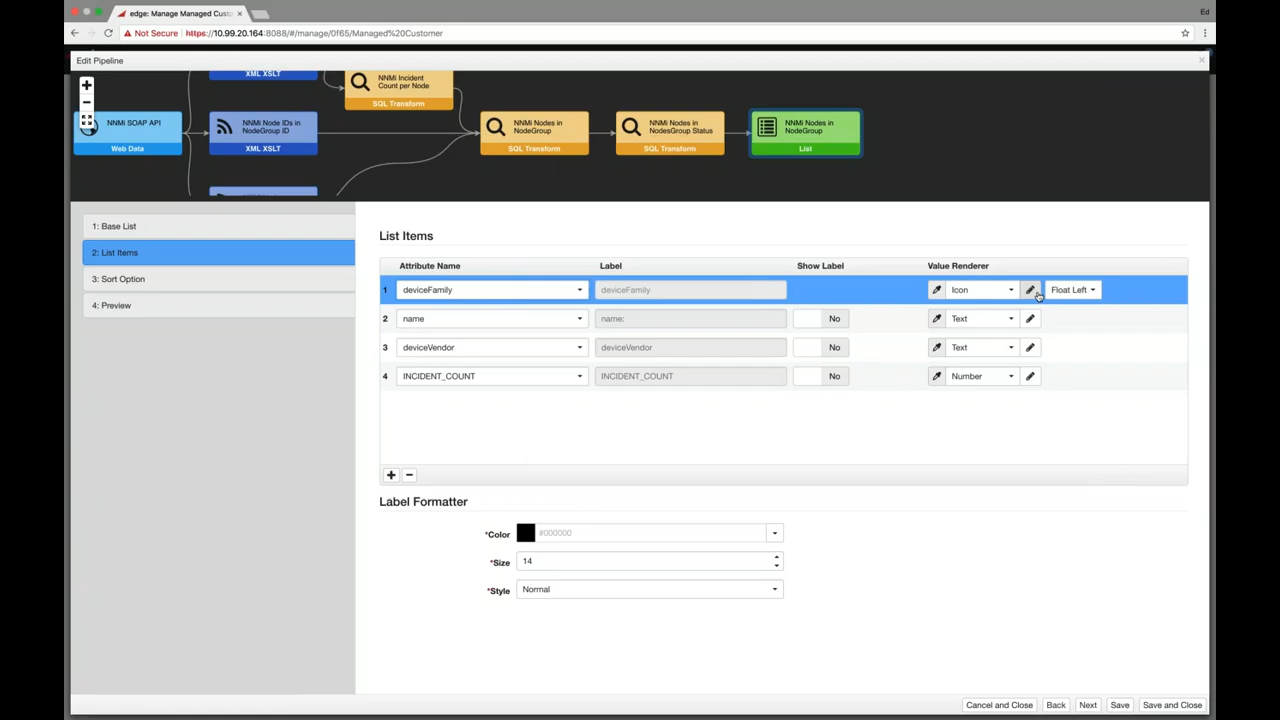 edge: Manage Managed Custo
Ed
Not Secure https://10.99.20.164:8088/#/manage/0f65/Managed%20Customer
Edit Pipeline
XML XSLT
NNMi Incident
Count per Node
SQL Transform
NNMi SOAP API
Web Data
NNMi Node IDs in
NodeGroup ID
XML XSLT
NNMi Nodes in
NodeGroup
SQL Transform
NNMi Nodes in
NodesGroup Status
SQL Transform
NNMi Nodes in
NodeGroup
List
1: Base List
2: List Items
3: Sort Option
4: Preview
List Items
Attribute Name Label Show Label Value Renderer
1 deviceFamily deviceFamily Icon Float Left
2 name name: No Text
3 deviceVendor deviceVendor No Text
4 INCIDENT_COUNT INCIDENT_COUNT No Number
Label Formatter
*Color #000000
*Size 14
*Style Normal
Cancel and Close Back Next Save Save and Close